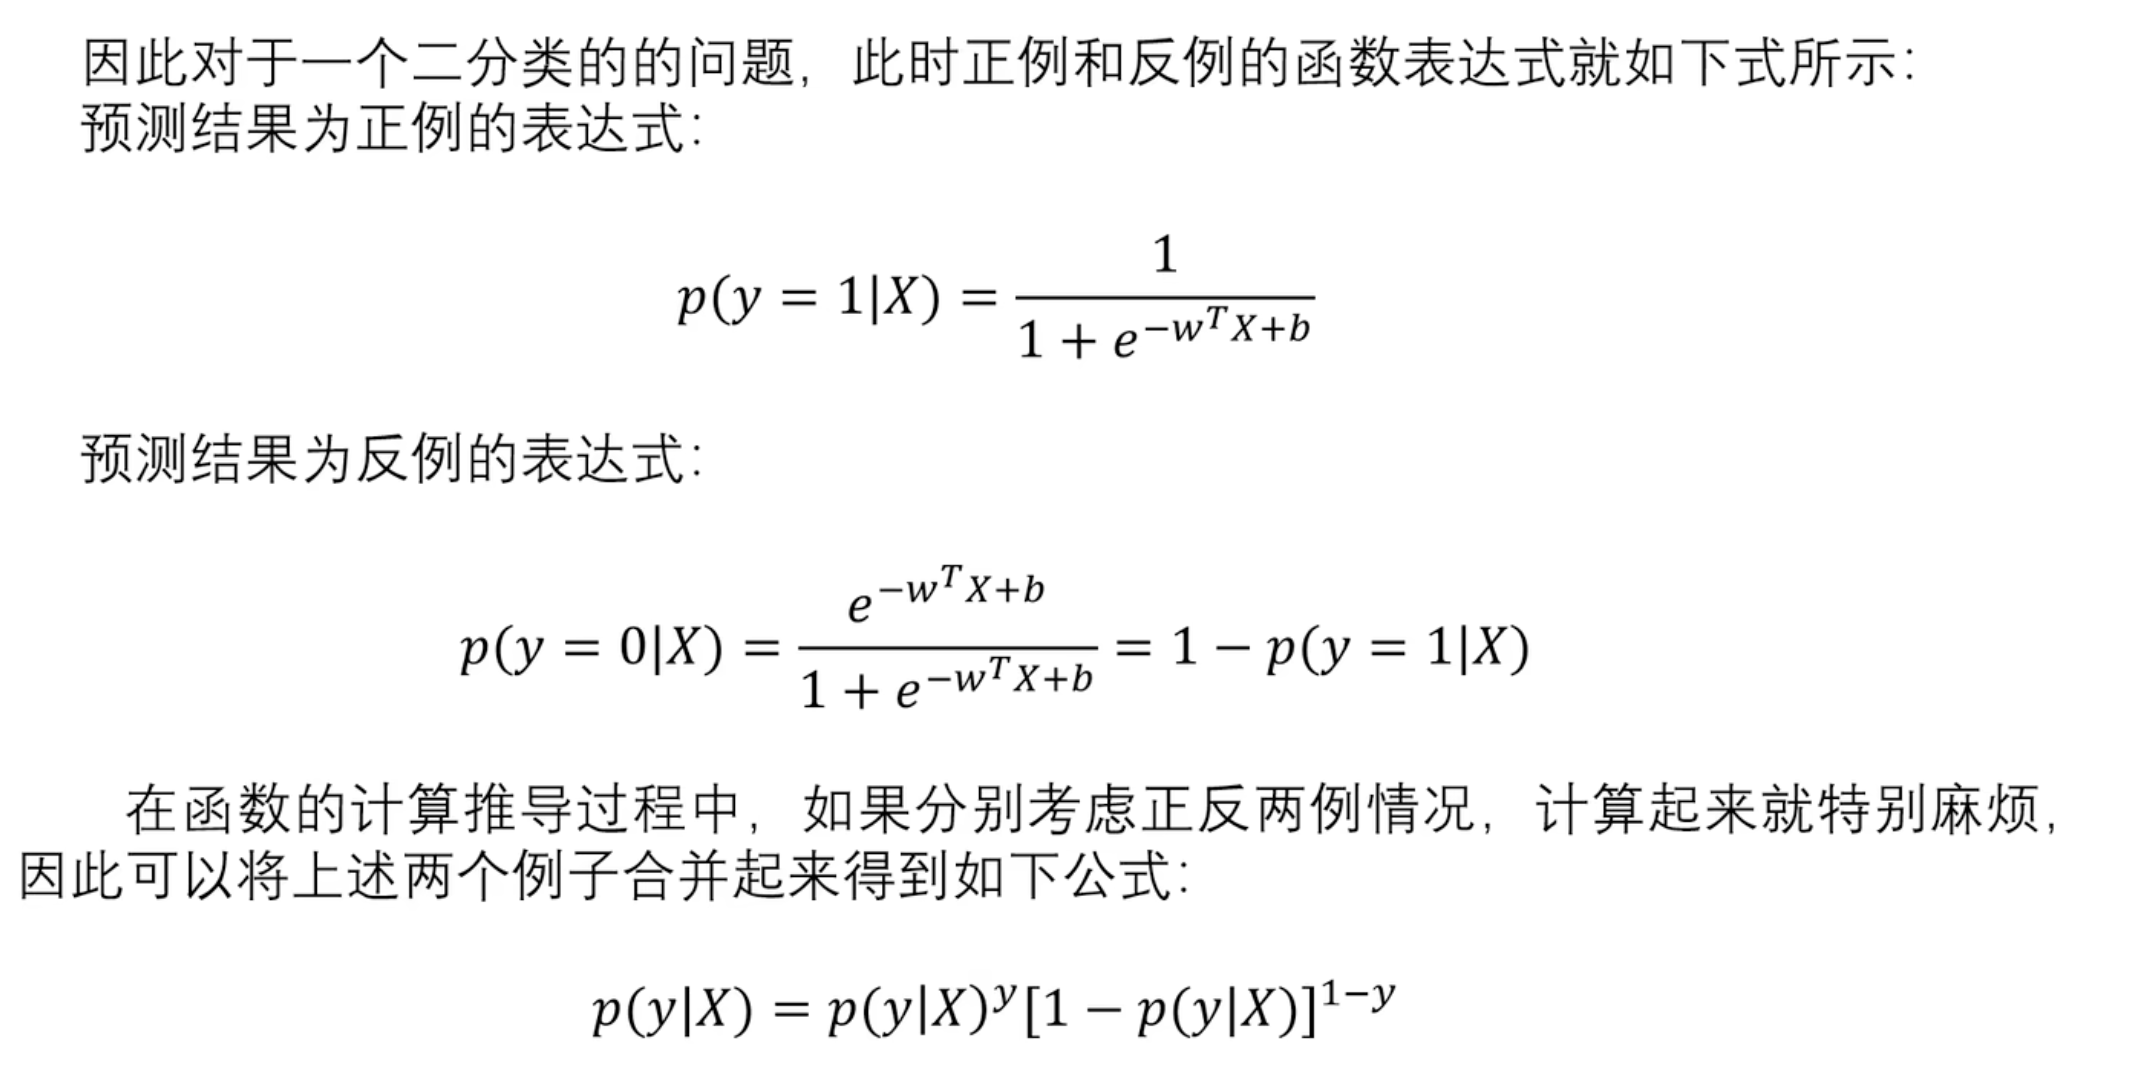 因此对于一个二分类的的问题，此时正例和反例的函数表达式就如下式所示：
预测结果为正例的表达式：
p(y = 1|X) = \frac{1}{1 + e^{-w^T X+b}}
预测结果为反例的表达式：
p(y = 0|X) = \frac{e^{-w^T X+b}}{1 + e^{-w^T X+b}} = 1 − p(y = 1|X)
在函数的计算推导过程中，如果分别考虑正反两例情况，计算起来就特别麻烦，
因此可以将上述两个例子合并起来得到如下公式：
p(y|X) = p(y|X)^y[1 − p(y|X)]^{1−y}